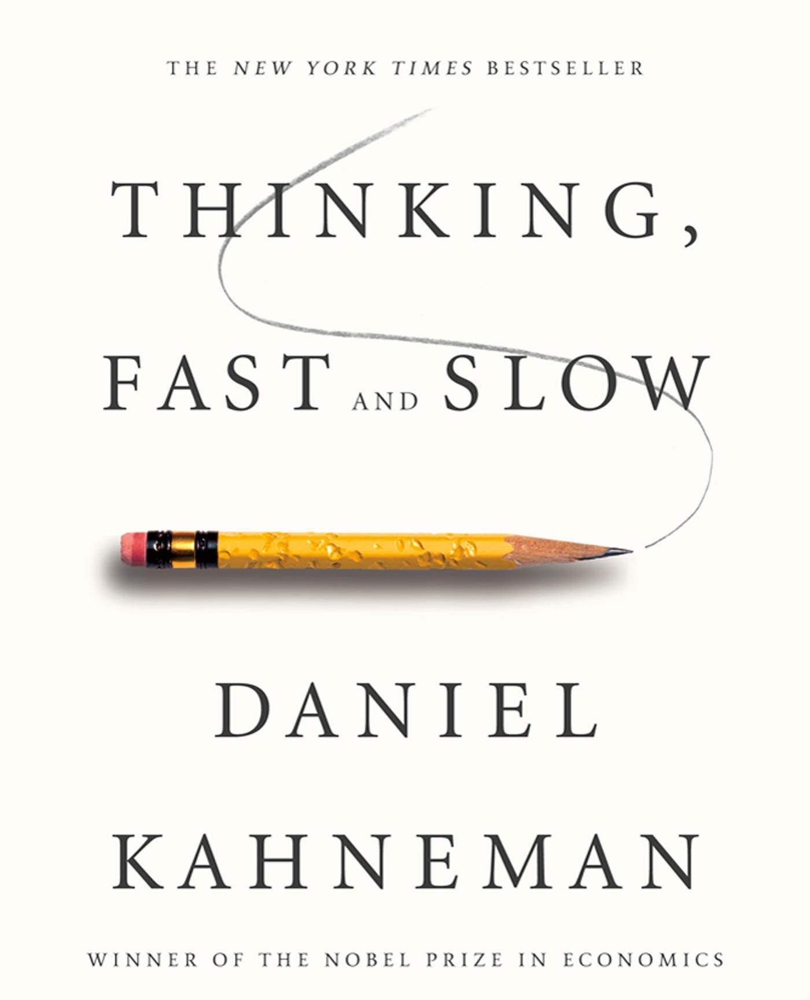 THE NEW YORK TIMES BESTSELLER
THINKING,
FAST AND SLOW
DANIEL
KAHNEMAN
WINNER OF THE NOBEL PRIZE IN ECONOMICS